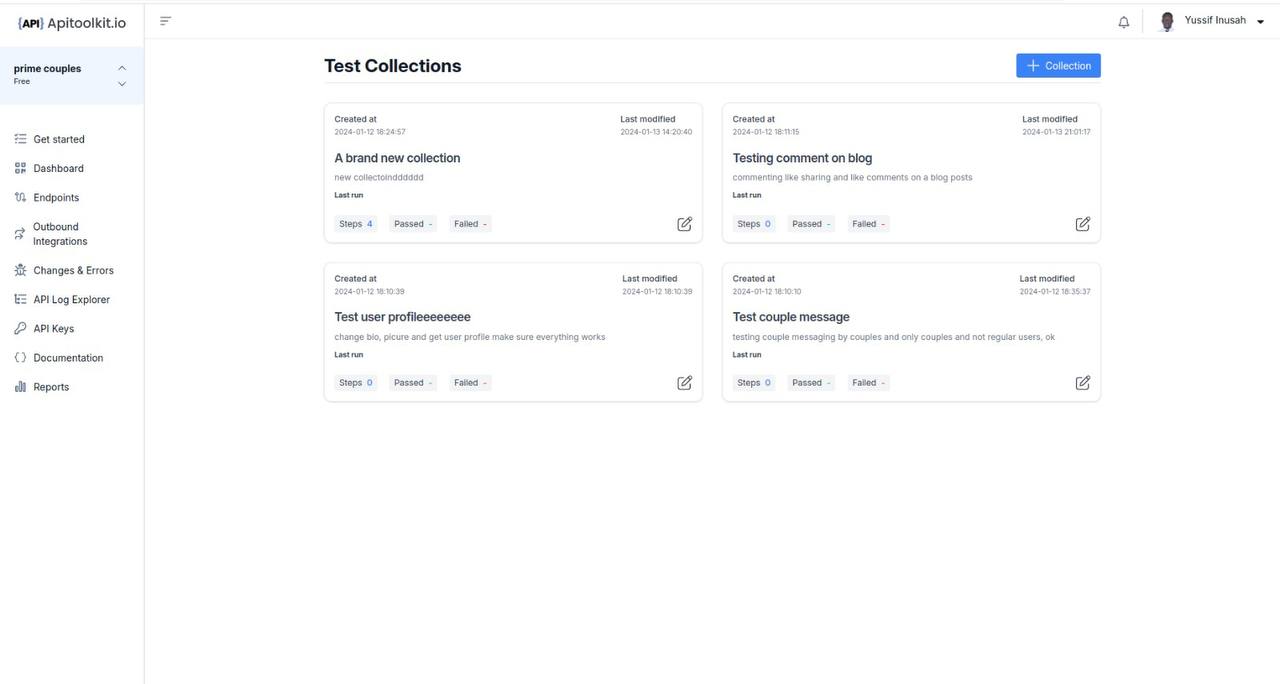 {API} Apitoolkit.io
Yussif Inusah
prime couples
Free
Get started
Dashboard
Endpoints
Outbound
Integrations
Changes & Errors
API Log Explorer
API Keys
Documentation
Reports
Test Collections
Collection
Created at Last modified
2024-01-12 18:24:57 2024-01-13 14:20:40
A brand new collection
new collectoindddddd
Last run
Steps 4 Passed - Failed -
Created at Last modified
2024-01-12 18:11:15 2024-01-13 21:01:17
Testing comment on blog
commenting like sharing and like comments on a blog posts
Last run
Steps 0 Passed - Failed -
Created at Last modified
2024-01-12 18:10:39 2024-01-12 18:10:39
Test user profileeeeeeee
change bio, picure and get user profile make sure everything works
Last run
Steps 0 Passed - Failed -
Created at Last modified
2024-01-12 18:10:10 2024-01-12 18:35:37
Test couple message
testing couple messaging by couples and only couples and not regular users, ok
Last run
Steps 0 Passed - Failed -